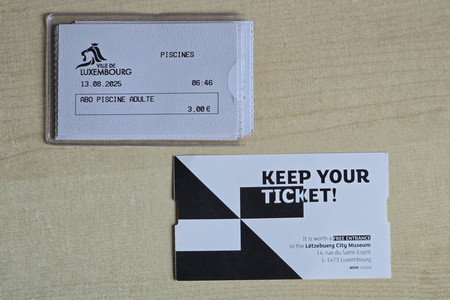 VILLE DE
LUXEMBOURG
PISCINES
13.08.2025 06:46
ABO PISCINE ADULTE
3.00€
KEEP YOUR
TICKET!
It is worth a FREE ENTRANCE
to the Lëtzebuerg City Museum
14, rue du Saint-Esprit
L-1475 Luxembourg